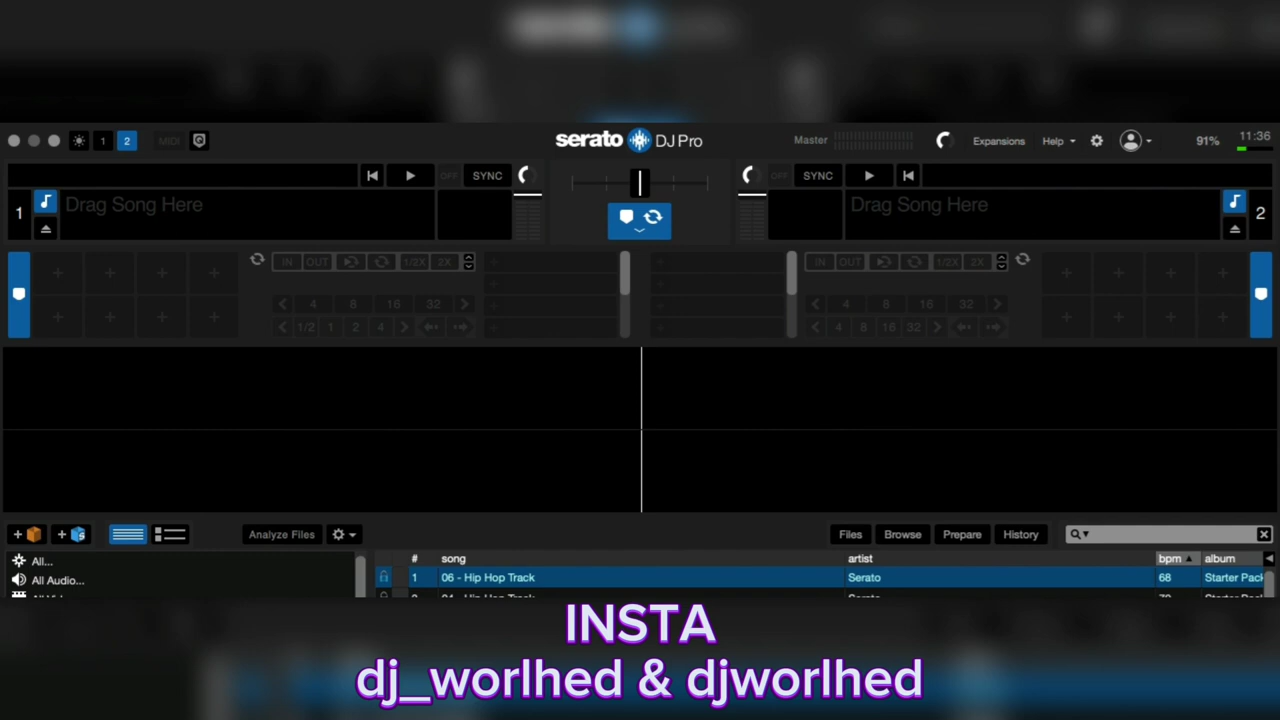 1 2 MIDI serato DJ Pro Master Expansions Help 91% 11:36
OFF SYNC OFF SYNC
1 Drag Song Here Drag Song Here 2
IN OUT 1/2X 2X IN OUT 1/2X 2X
4 8 16 32 4 8 16 32
1/2 1 2 4 4 8 16 32
Analyze Files Files Browse Prepare History
# song artist bpm album
All...
1 06 - Hip Hop Track Serato 68 Starter Pack
All Audio...
INSTA
dj_worlhed & djworlhed